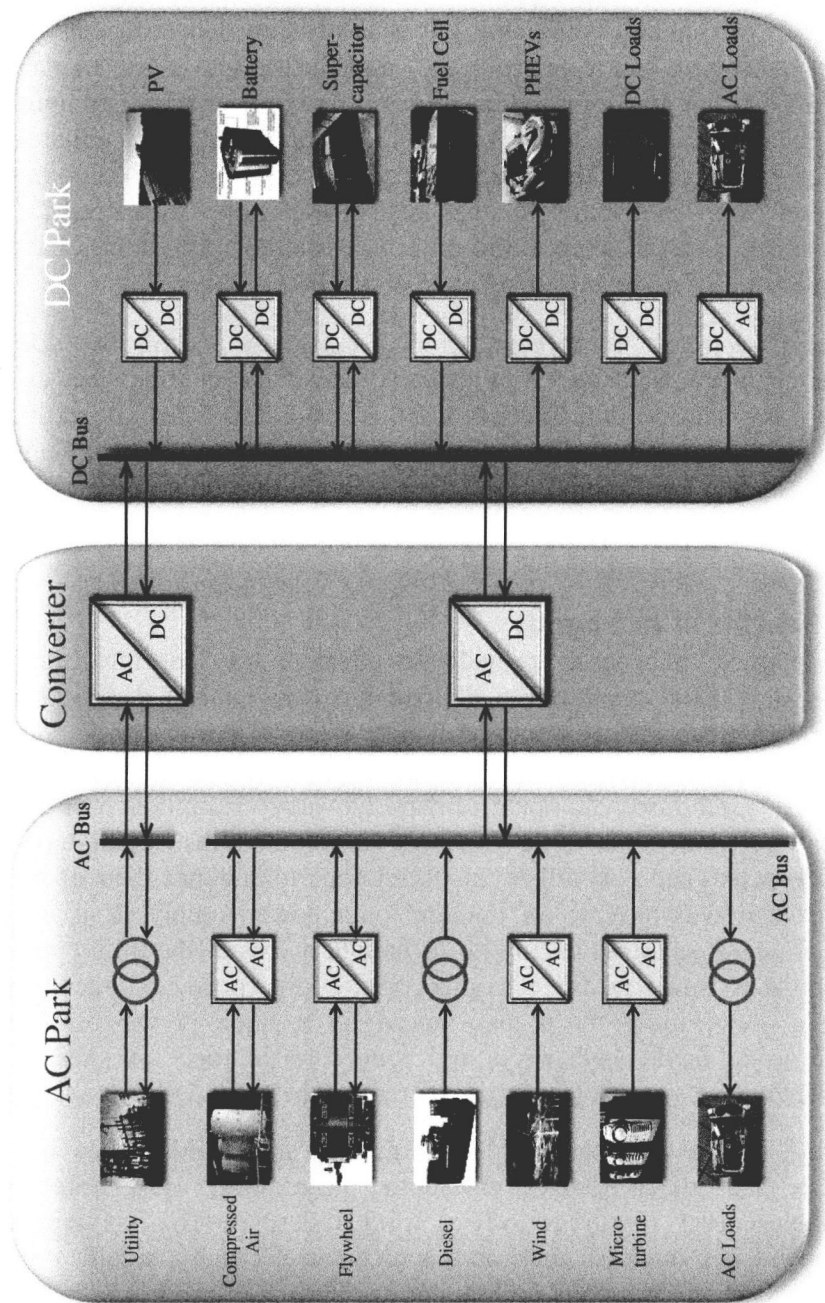 AC Park
Utility
Compressed
Air
Flywheel
Diesel
Wind
Micro-
turbine
AC Loads
AC
AC
AC
AC
AC
AC
AC
AC
AC Bus
AC Bus
Converter
AC
DC
AC
DC
DC Park
DC Bus
DC
DC
DC
DC
DC
DC
DC
DC
DC
DC
DC
DC
DC
AC
PV
Battery
Super-
capacitor
Fuel Cell
PHEVs
DC Loads
AC Loads